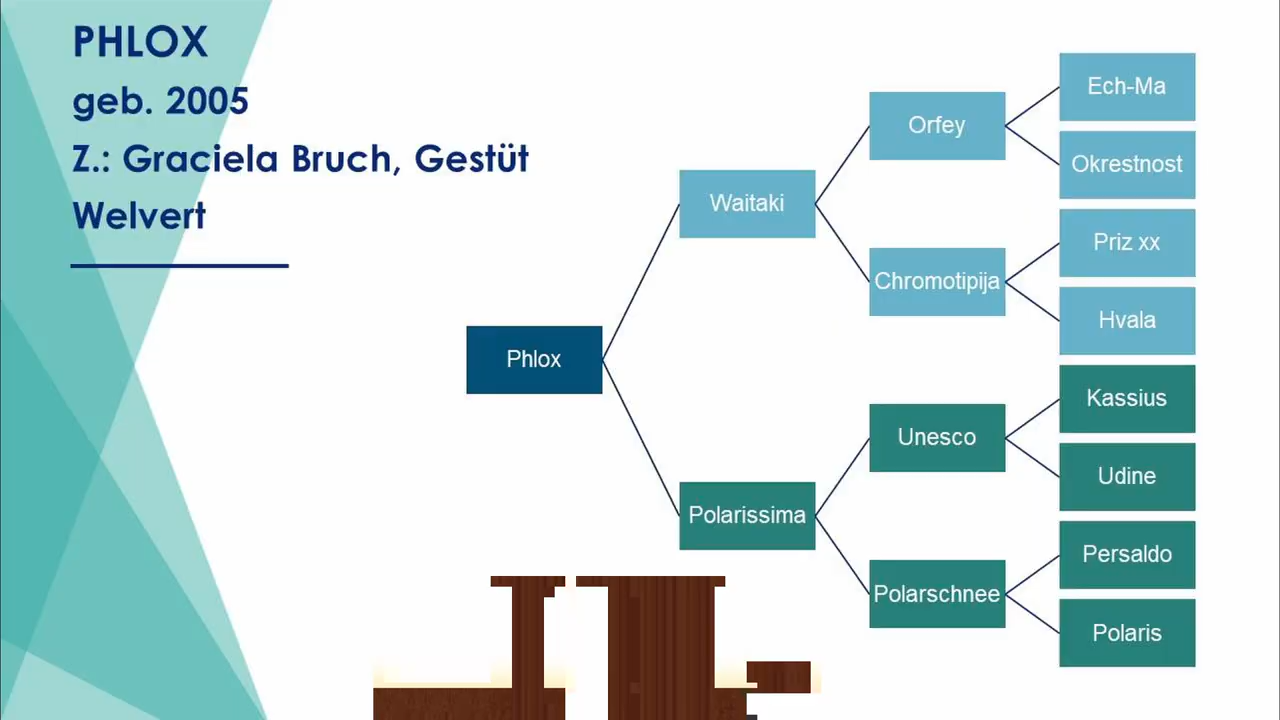 PHLOX
geb. 2005
Z.: Graciela Bruch, Gestüt
Welvert
Phlox
Waitaki
Polarissima
Orfey
Chromotipija
Unesco
Polarschnee
Ech-Ma
Okrestnost
Priz xx
Hvala
Kassius
Udine
Persaldo
Polaris